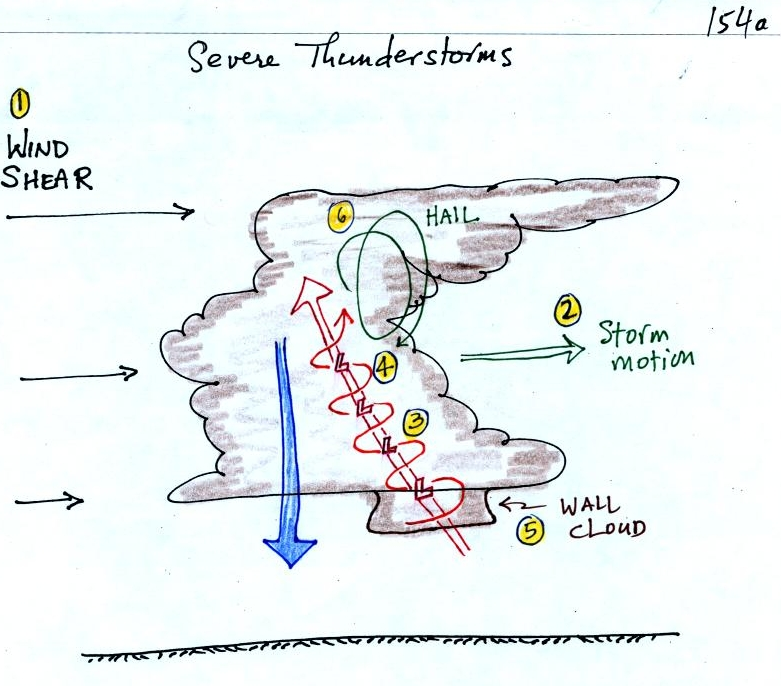 154a
Severe Thunderstorms
1
WIND
SHEAR
6
HAIL
2
Storm
motion
4
L
3
L
L
L
WALL
CLOUD
5